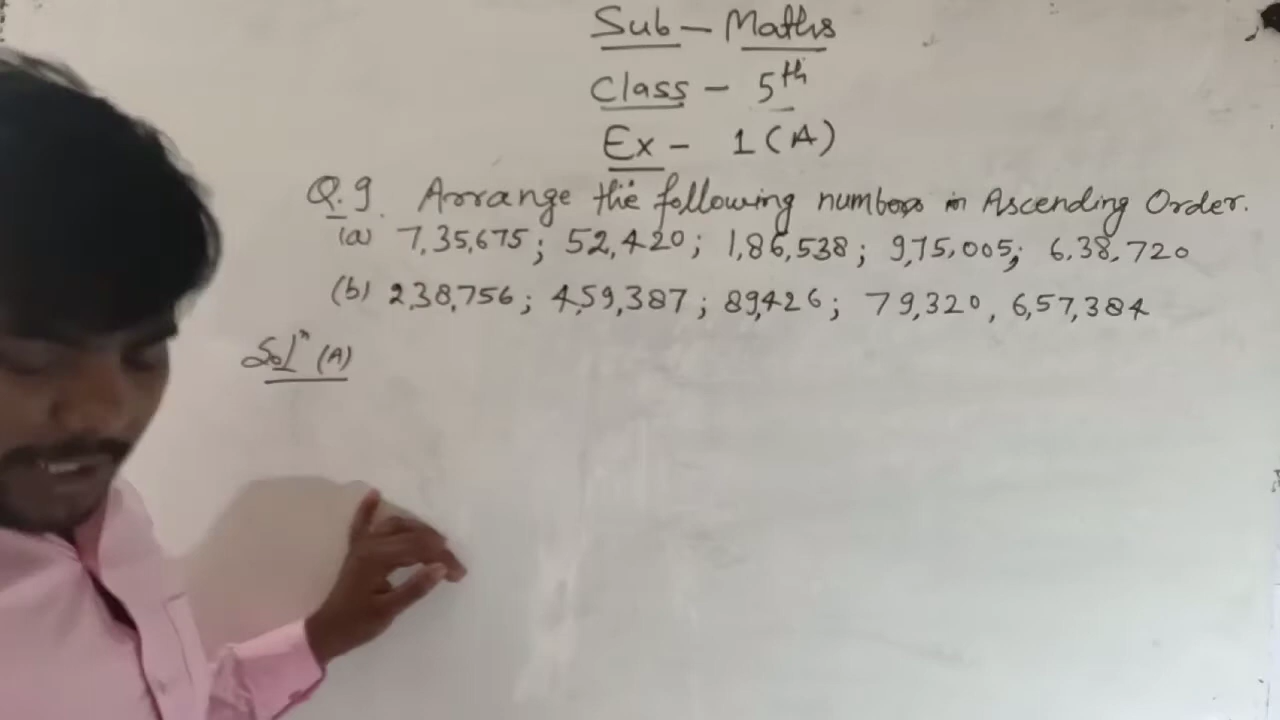 Sub - Maths
Class - 5th
Ex - 1(A)
Q.9. Arrange the following numbers in Ascending Order.
(a) 7,35,675; 52,420; 1,86,538; 9,75,005; 6,38,720
(b) 2,38,756; 4,59,387; 89,426; 79,320, 6,57,384
Solⁿ (A)